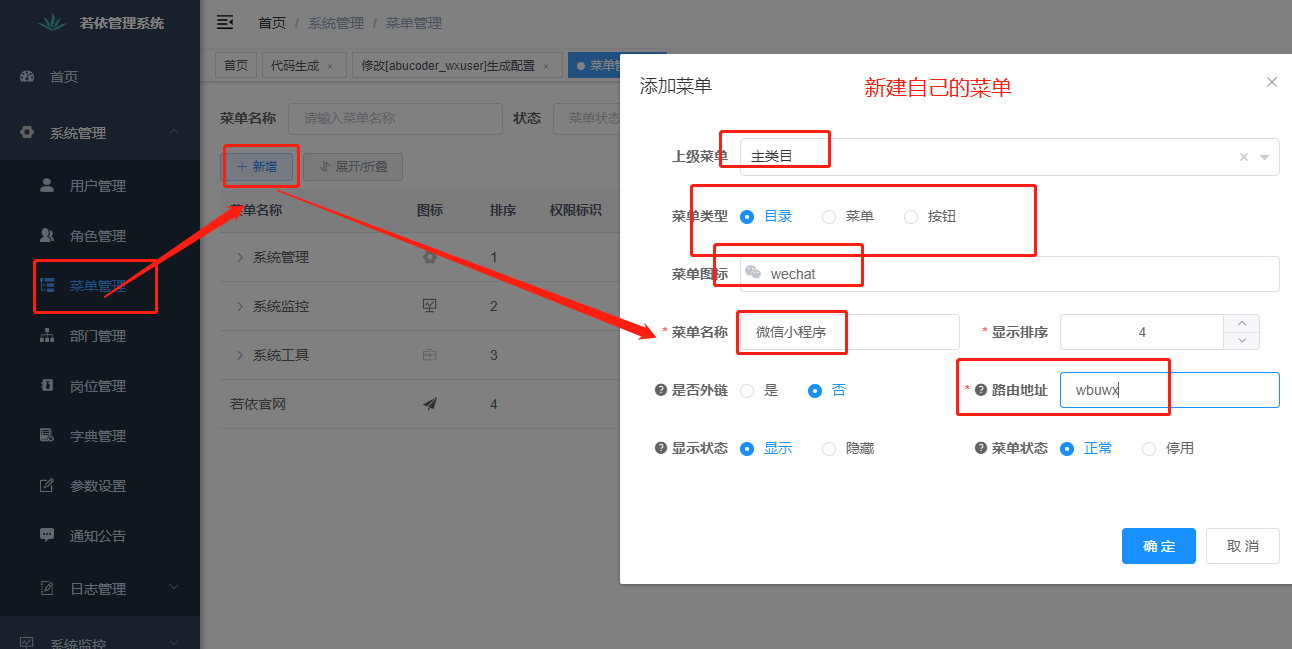 若依管理系统
首页 / 系统管理 / 菜单管理
首页
系统管理
用户管理
角色管理
菜单管理
部门管理
岗位管理
字典管理
参数设置
通知公告
日志管理
系统监控
首页 代码生成 × 修改[abucoder_wxuser]生成配置 × 菜单管
菜单名称 请输入菜单名称 状态 菜单状态
+ 新增 展开/折叠
菜单名称 图标 排序 权限标识
系统管理 1
系统监控 2
系统工具 3
若依官网 4
添加菜单
新建自己的菜单
上级菜单 主类目
菜单类型 目录 菜单 按钮
菜单图标 wechat
* 菜单名称 微信小程序 * 显示排序 4
是否外链 是 否 * 路由地址 wbuwx
显示状态 显示 隐藏 菜单状态 正常 停用
确 定 取 消